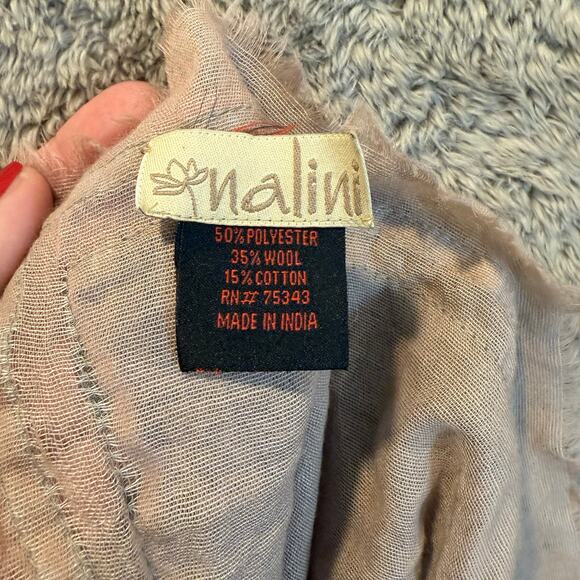 nalini
50% POLYESTER
35% WOOL
15% COTTON
RN# 75343
MADE IN INDIA